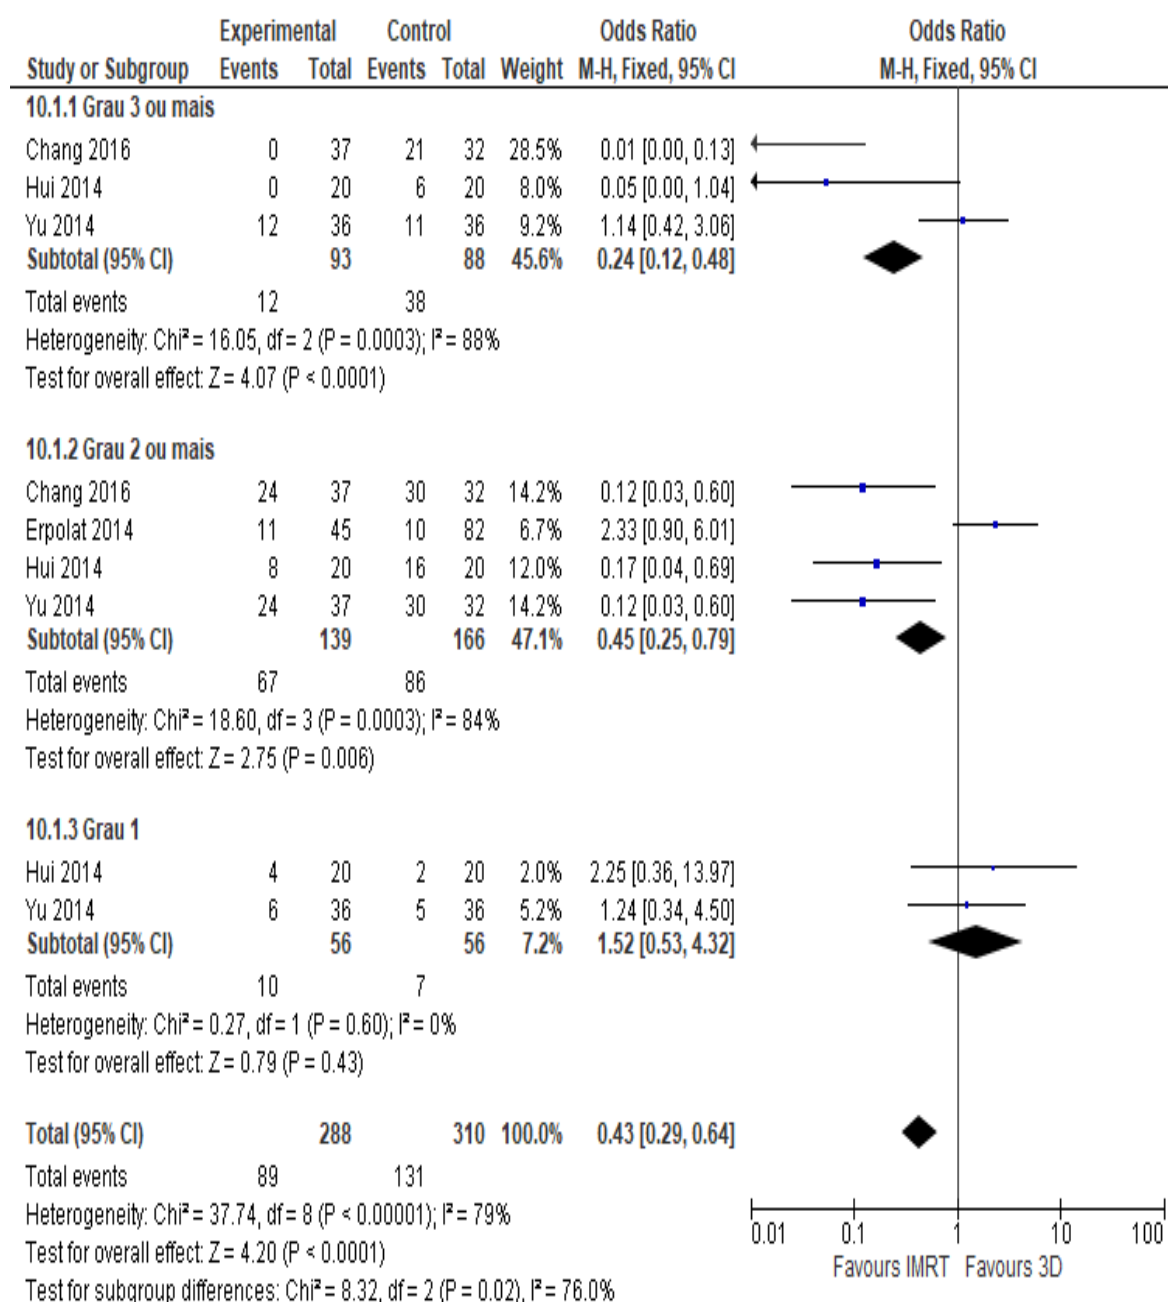 Experimental Control Odds Ratio Odds Ratio
Study or Subgroup Events Total Events Total Weight M-H, Fixed, 95% CI M-H, Fixed, 95% CI
10.1.1 Grau 3 ou mais
Chang 2016 0 37 21 32 28.5% 0.01 [0.00, 0.13]
Hui 2014 0 20 6 20 8.0% 0.05 [0.00, 1.04]
Yu 2014 12 36 11 36 9.2% 1.14 [0.42, 3.06]
Subtotal (95% CI) 93 88 45.6% 0.24 [0.12, 0.48]
Total events 12 38
Heterogeneity: Chi² = 16.05, df = 2 (P = 0.0003); I² = 88%
Test for overall effect: Z = 4.07 (P < 0.0001)
10.1.2 Grau 2 ou mais
Chang 2016 24 37 30 32 14.2% 0.12 [0.03, 0.60]
Erpolat 2014 11 45 10 82 6.7% 2.33 [0.90, 6.01]
Hui 2014 8 20 16 20 12.0% 0.17 [0.04, 0.69]
Yu 2014 24 37 30 32 14.2% 0.12 [0.03, 0.60]
Subtotal (95% CI) 139 166 47.1% 0.45 [0.25, 0.79]
Total events 67 86
Heterogeneity: Chi² = 18.60, df = 3 (P = 0.0003); I² = 84%
Test for overall effect: Z = 2.75 (P = 0.006)
10.1.3 Grau 1
Hui 2014 4 20 2 20 2.0% 2.25 [0.36, 13.97]
Yu 2014 6 36 5 36 5.2% 1.24 [0.34, 4.50]
Subtotal (95% CI) 56 56 7.2% 1.52 [0.53, 4.32]
Total events 10 7
Heterogeneity: Chi² = 0.27, df = 1 (P = 0.60); I² = 0%
Test for overall effect: Z = 0.79 (P = 0.43)
Total (95% CI) 288 310 100.0% 0.43 [0.29, 0.64]
Total events 89 131
Heterogeneity: Chi² = 37.74, df = 8 (P < 0.00001); I² = 79%
Test for overall effect: Z = 4.20 (P < 0.0001)
Test for subgroup differences: Chi² = 8.32, df = 2 (P = 0.02), I² = 76.0%
0.01 0.1 1 10 100
Favours IMRT Favours 3D